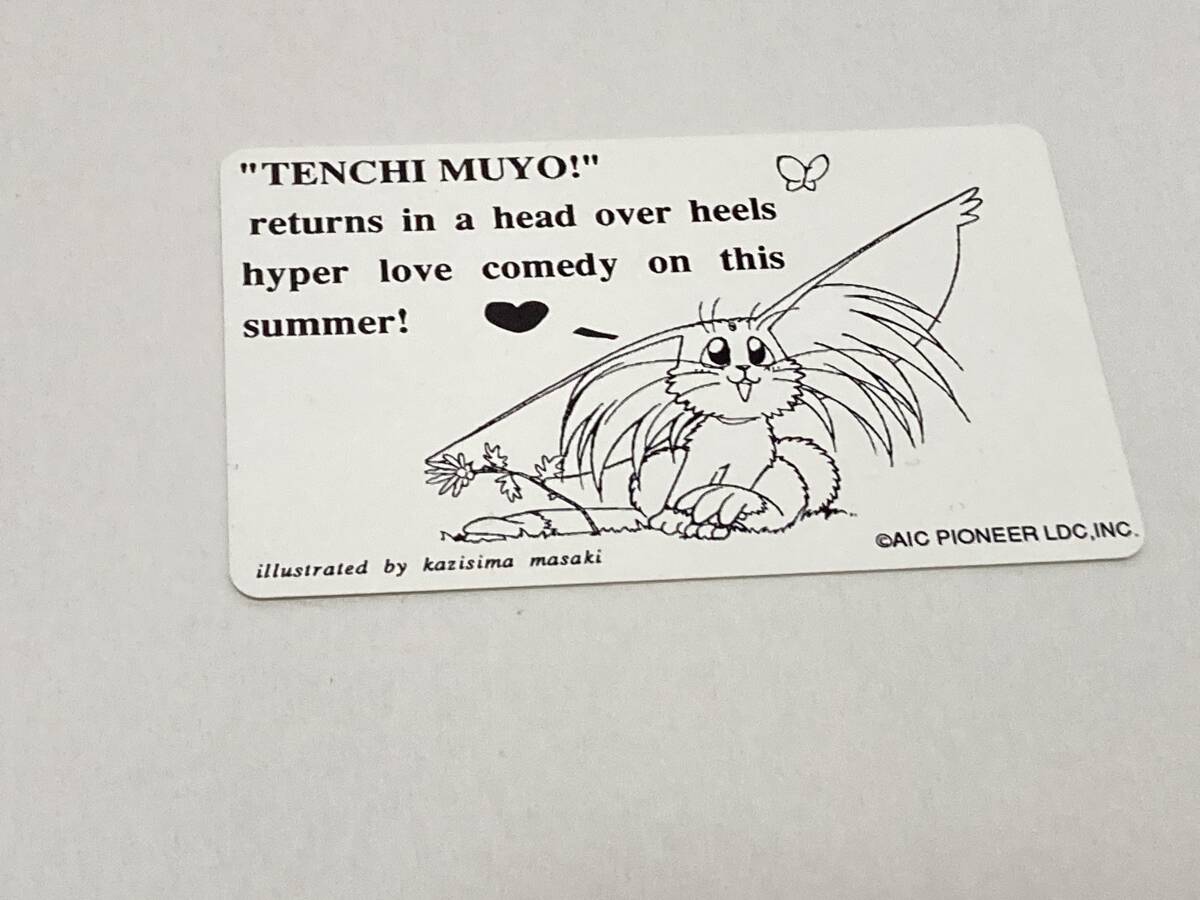 "TENCHI MUYO!"
returns in a head over heels
hyper love comedy on this
summer!
illustrated by kazisima masaki
©AIC PIONEER LDC,INC.